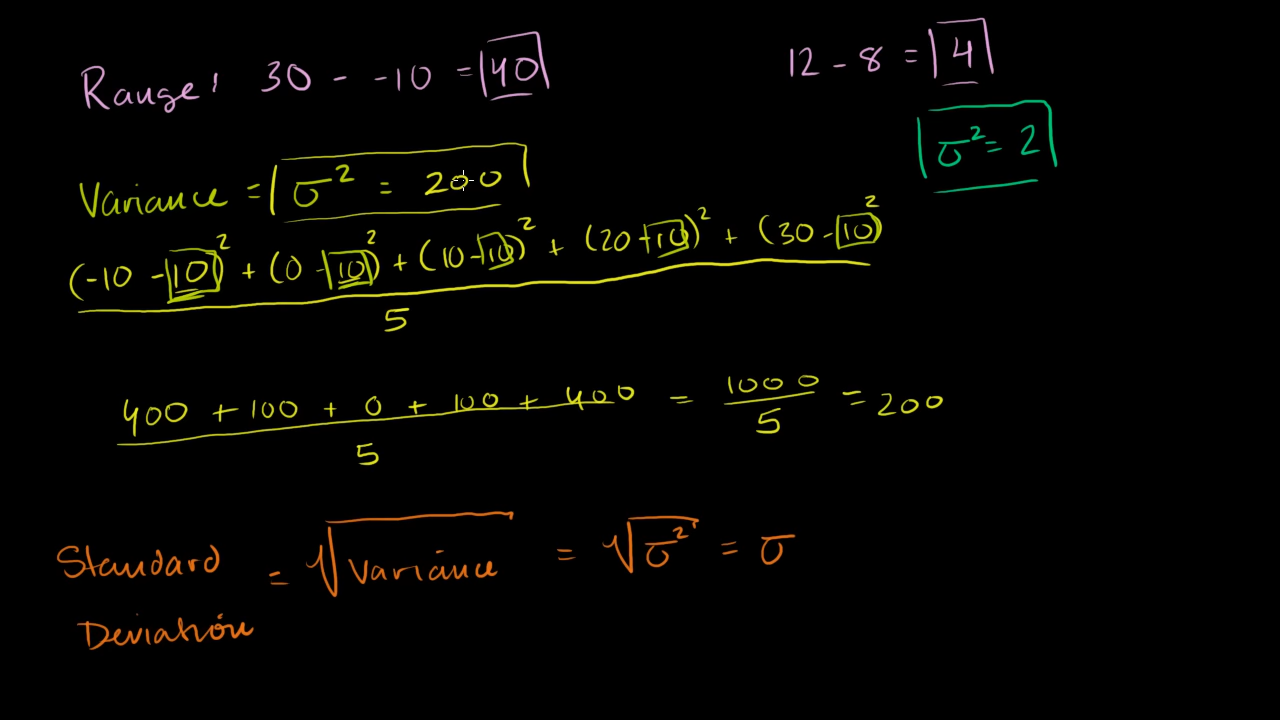 Range: 30 - -10 = 40
12 - 8 = 4
σ² = 2
Variance = σ² = 200
(-10 - 10)² + (0 - 10)² + (10 - 10)² + (20 - 10)² + (30 - 10)²
5
400 + 100 + 0 + 100 + 400 = 1000 = 200
5 5
Standard = √Variance = √σ² = σ
Deviation